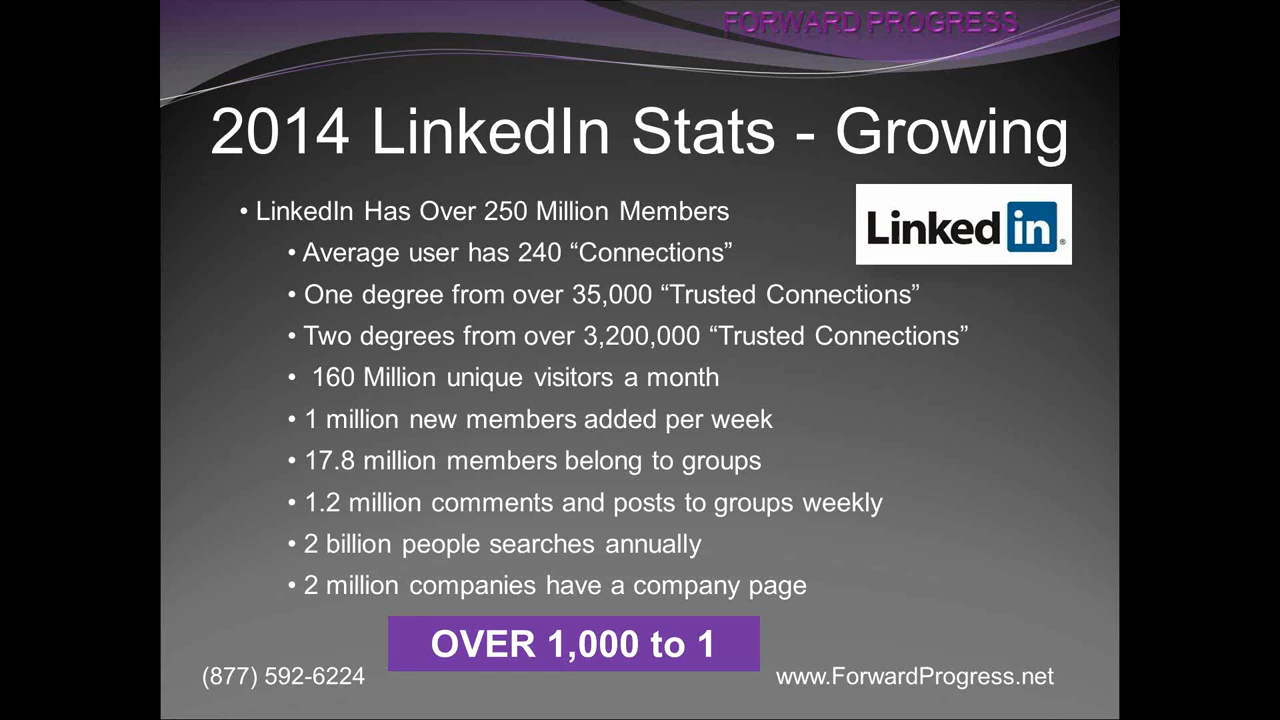 FORWARD PROGRESS
2014 LinkedIn Stats - Growing
• LinkedIn Has Over 250 Million Members
Linked in ®
• Average user has 240 “Connections”
• One degree from over 35,000 “Trusted Connections”
• Two degrees from over 3,200,000 “Trusted Connections”
• 160 Million unique visitors a month
• 1 million new members added per week
• 17.8 million members belong to groups
• 1.2 million comments and posts to groups weekly
• 2 billion people searches annually
• 2 million companies have a company page
OVER 1,000 to 1
(877) 592-6224
www.ForwardProgress.net